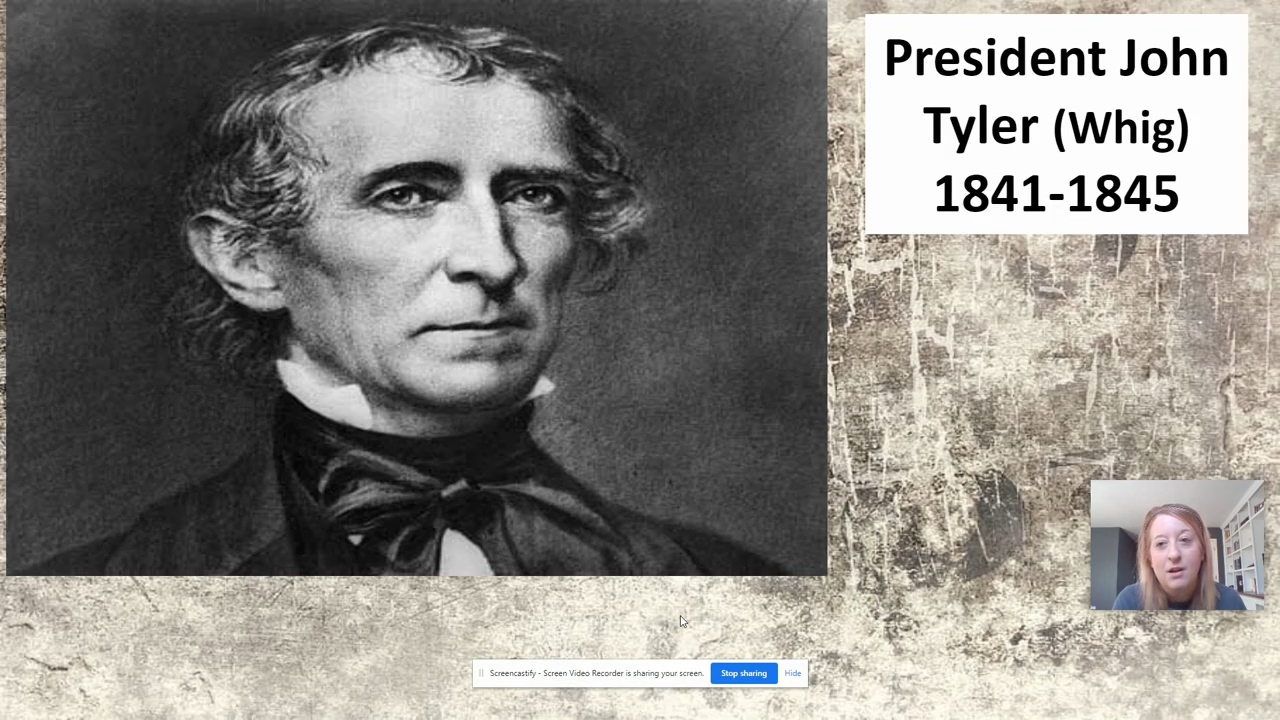 President John
Tyler (Whig)
1841-1845
Screencastify - Screen Video Recorder is sharing your screen.
Stop sharing
Hide